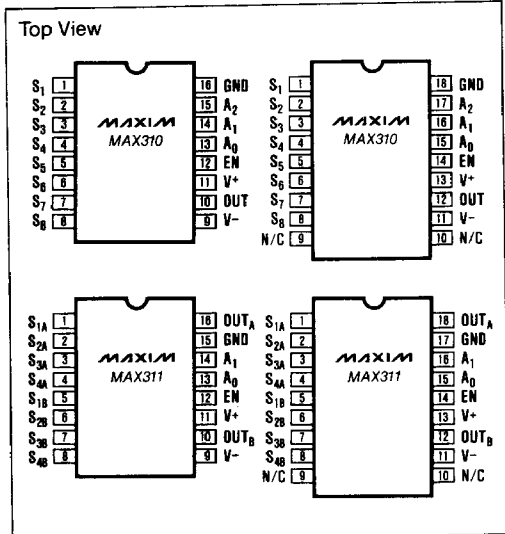 Top View
S1 1 16 GND
S2 2 15 A2
S3 3 MAXIM 14 A1
S4 4 MAX310 13 A0
S5 5 12 EN
S6 6 11 V+
S7 7 10 OUT
S8 8 9 V-
S1 1 18 GND
S2 2 17 A2
S3 3 MAXIM 16 A1
S4 4 MAX310 15 A0
S5 5 14 EN
S6 6 13 V+
S7 7 12 OUT
S8 8 11 V-
N/C 9 10 N/C
S1A 1 16 OUTA
S2A 2 15 GND
S3A 3 MAXIM 14 A1
S4A 4 MAX311 13 A0
S1B 5 12 EN
S2B 6 11 V+
S3B 7 10 OUTB
S4B 8 9 V-
S1A 1 18 OUTA
S2A 2 17 GND
S3A 3 MAXIM 16 A1
S4A 4 MAX311 15 A0
S1B 5 14 EN
S2B 6 13 V+
S3B 7 12 OUTB
S4B 8 11 V-
N/C 9 10 N/C